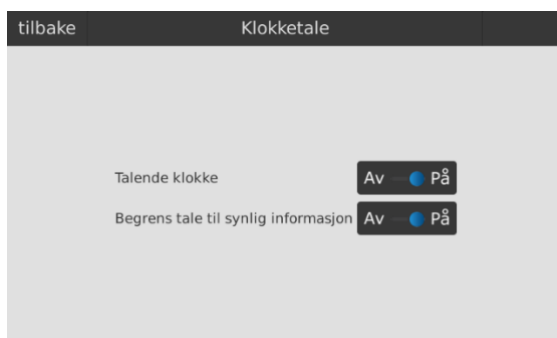 tilbake Klokketale
Talende klokke Av På
Begrens tale til synlig informasjon Av På